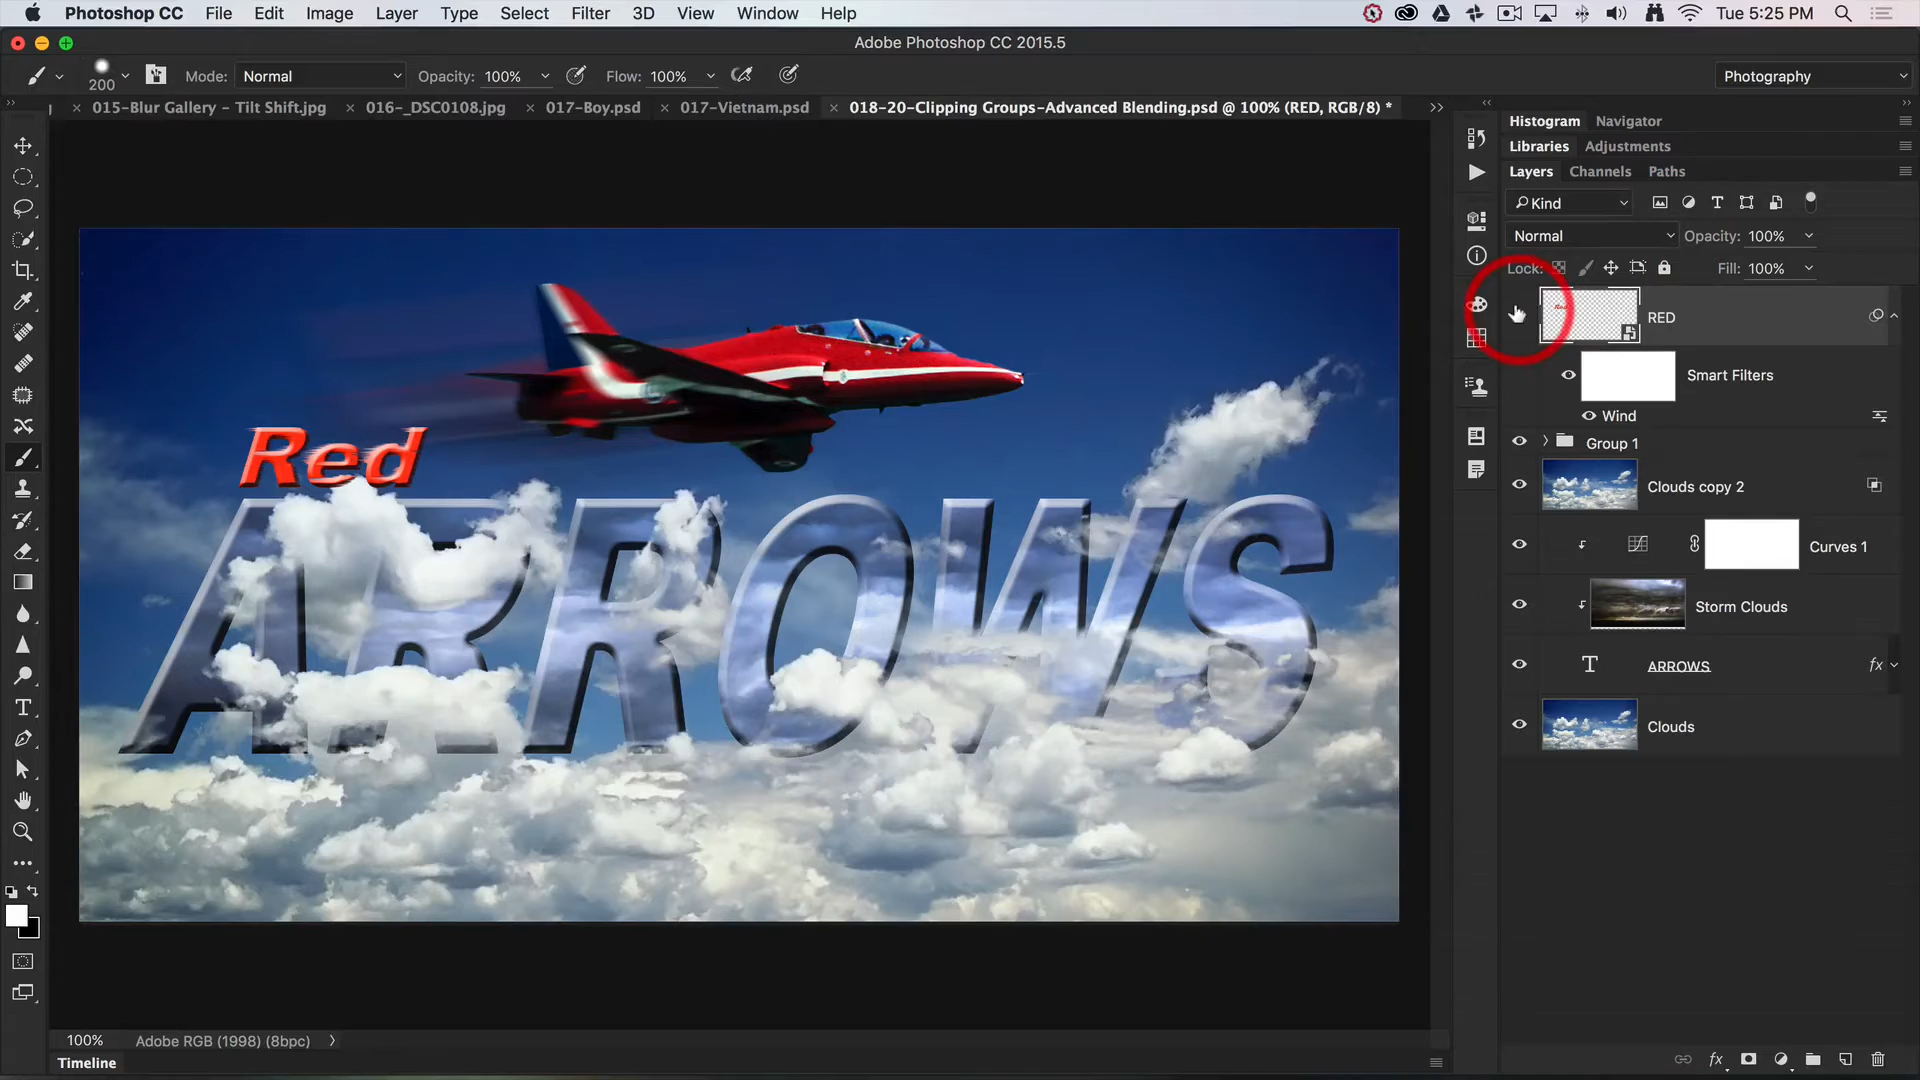 Photoshop CC File Edit Image Layer Type Select Filter 3D View Window Help Tue 5:25 PM
Adobe Photoshop CC 2015.5
200 Mode: Normal Opacity: 100% Flow: 100% Photography
015-Blur Gallery - Tilt Shift.jpg 016-_DSC0108.jpg 017-Boy.psd 017-Vietnam.psd 018-20-Clipping Groups-Advanced Blending.psd @ 100% (RED, RGB/8) *
Histogram Navigator
Libraries Adjustments
Layers Channels Paths
Kind
Normal Opacity: 100%
Lock: Fill: 100%
RED
Smart Filters
Wind
Group 1
Clouds copy 2
Curves 1
Storm Clouds
ARROWS fx
Clouds
Red
ARROWS
100% Adobe RGB (1998) (8bpc)
Timeline
fx